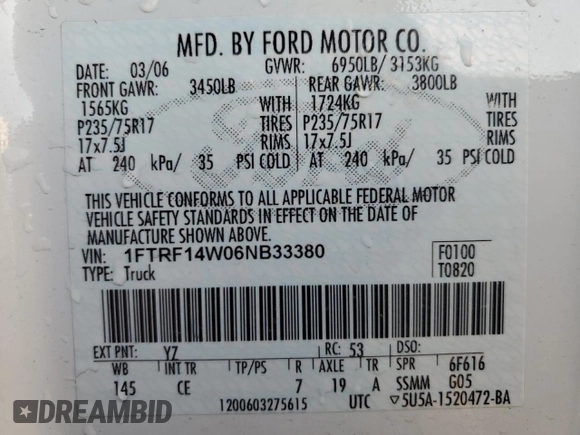 MFD. BY FORD MOTOR CO.
DATE: 03/06 GVWR: 6950LB/ 3153KG
FRONT GAWR: 3450LB REAR GAWR: 3800LB
1565KG WITH 1724KG WITH
P235/75R17 TIRES P235/75R17 TIRES
17x7.5J RIMS 17x7.5J RIMS
AT 240 kPa/ 35 PSI COLD AT 240 kPa/ 35 PSI COLD
THIS VEHICLE CONFORMS TO ALL APPLICABLE FEDERAL MOTOR
VEHICLE SAFETY STANDARDS IN EFFECT ON THE DATE OF
MANUFACTURE SHOWN ABOVE.
VIN: 1FTRF14W06NB33380 F0100
TYPE: Truck T0820
EXT PNT: YZ RC: 53 DSO:
WB INT TR TP/PS R AXLE TR SPR 6F616
145 CE 7 19 A SSMM G05
1200603275615 UTC 5U5A-1520472-BA
DREAMBID DREAMBID